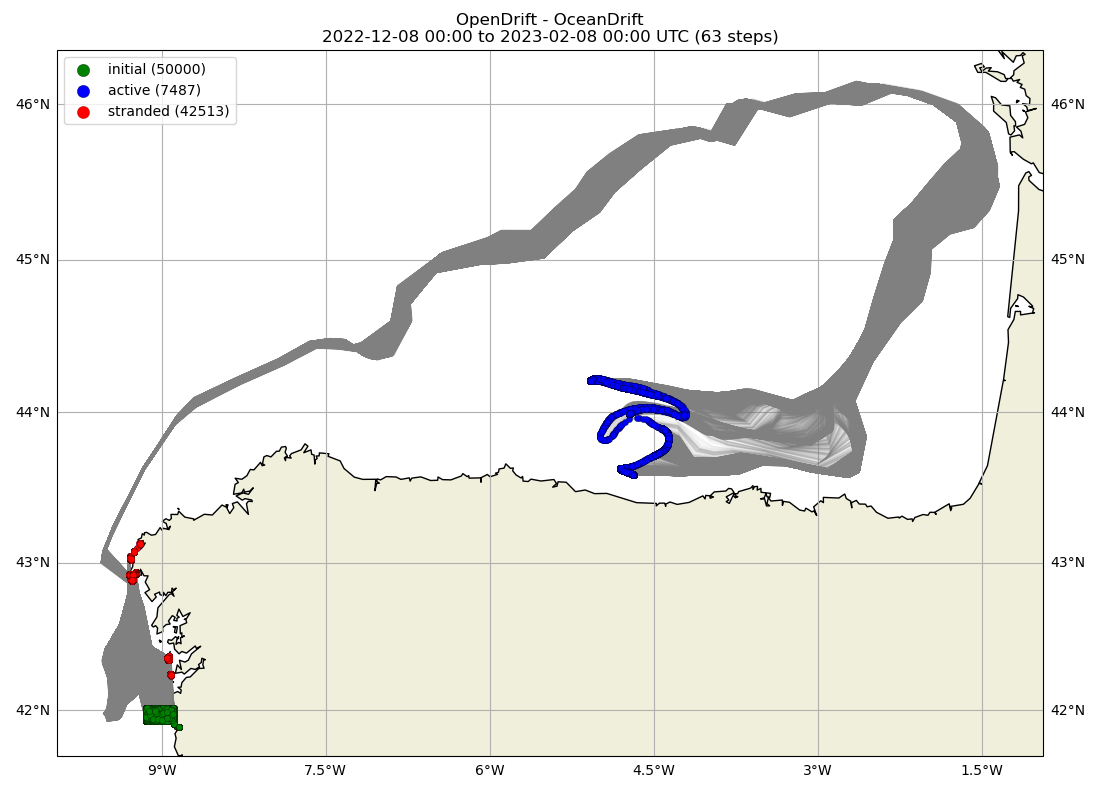 OpenDrift - OceanDrift
2022-12-08 00:00 to 2023-02-08 00:00 UTC (63 steps)
initial (50000)
active (7487)
stranded (42513)
46°N 46°N
45°N 45°N
44°N 44°N
43°N 43°N
42°N 42°N
9°W 7.5°W 6°W 4.5°W 3°W 1.5°W